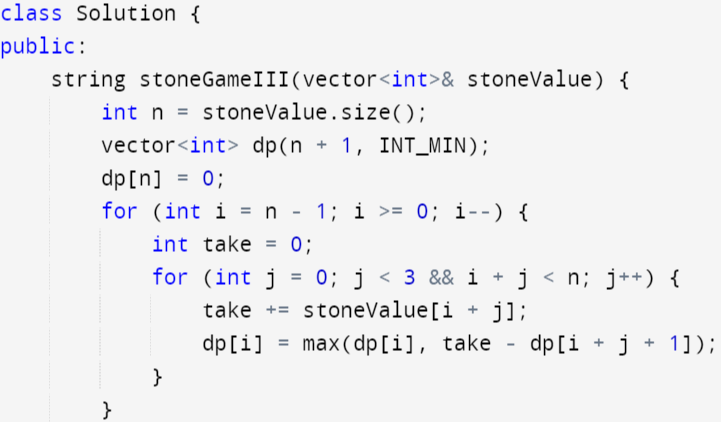 class Solution {
public:
    string stoneGameIII(vector<int>& stoneValue) {
        int n = stoneValue.size();
        vector<int> dp(n + 1, INT_MIN);
        dp[n] = 0;
        for (int i = n - 1; i >= 0; i--) {
            int take = 0;
            for (int j = 0; j < 3 && i + j < n; j++) {
                take += stoneValue[i + j];
                dp[i] = max(dp[i], take - dp[i + j + 1]);
            }
        }